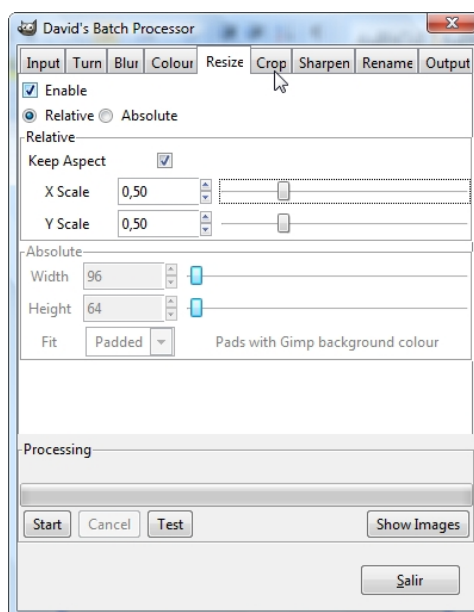 David's Batch Processor
Input Turn Blur Colour Resize Crop Sharpen Rename Output
Enable
Relative Absolute
Relative
Keep Aspect
X Scale 0,50
Y Scale 0,50
Absolute
Width 96
Height 64
Fit Padded Pads with Gimp background colour
Processing
Start Cancel Test Show Images
Salir